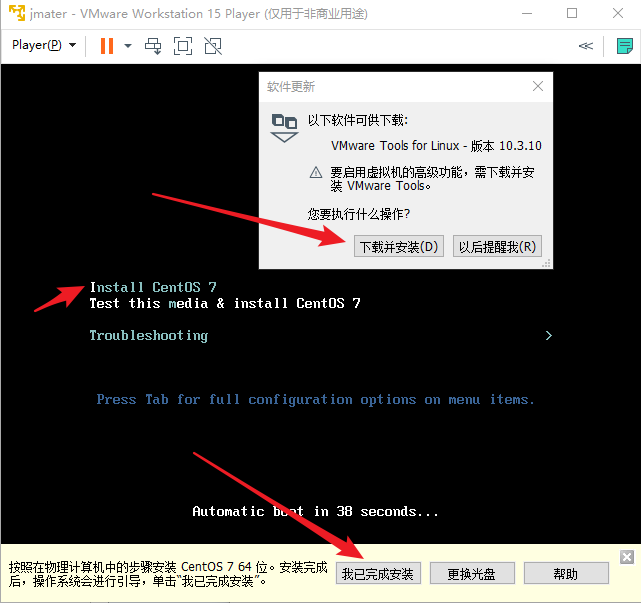 jmater - VMware Workstation 15 Player (仅用于非商业用途)
Player(P)
软件更新
以下软件可供下载:
VMware Tools for Linux - 版本 10.3.10
要启用虚拟机的高级功能，需下载并安
装 VMware Tools。
您要执行什么操作?
下载并安装(D) 以后提醒我(R)
Install CentOS 7
Test this media & install CentOS 7
Troubleshooting >
Press Tab for full configuration options on menu items.
Automatic boot in 38 seconds...
按照在物理计算机中的步骤安装 CentOS 7 64 位。安装完成
后，操作系统会进行引导，单击“我已完成安装”。
我已完成安装 更换光盘 帮助